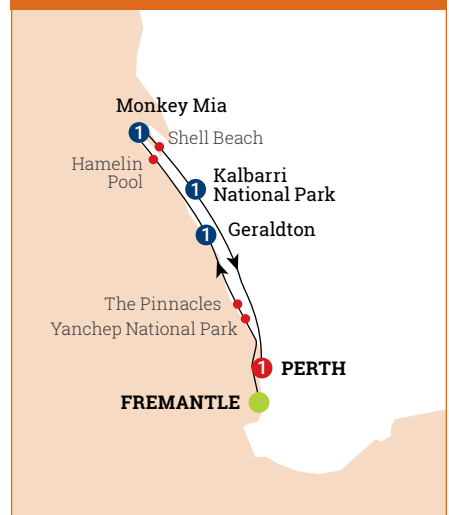 Monkey Mia
1
Shell Beach
Hamelin
Pool
1
Kalbarri
National Park
1
Geraldton
The Pinnacles
Yanchep National Park
1
PERTH
FREMANTLE